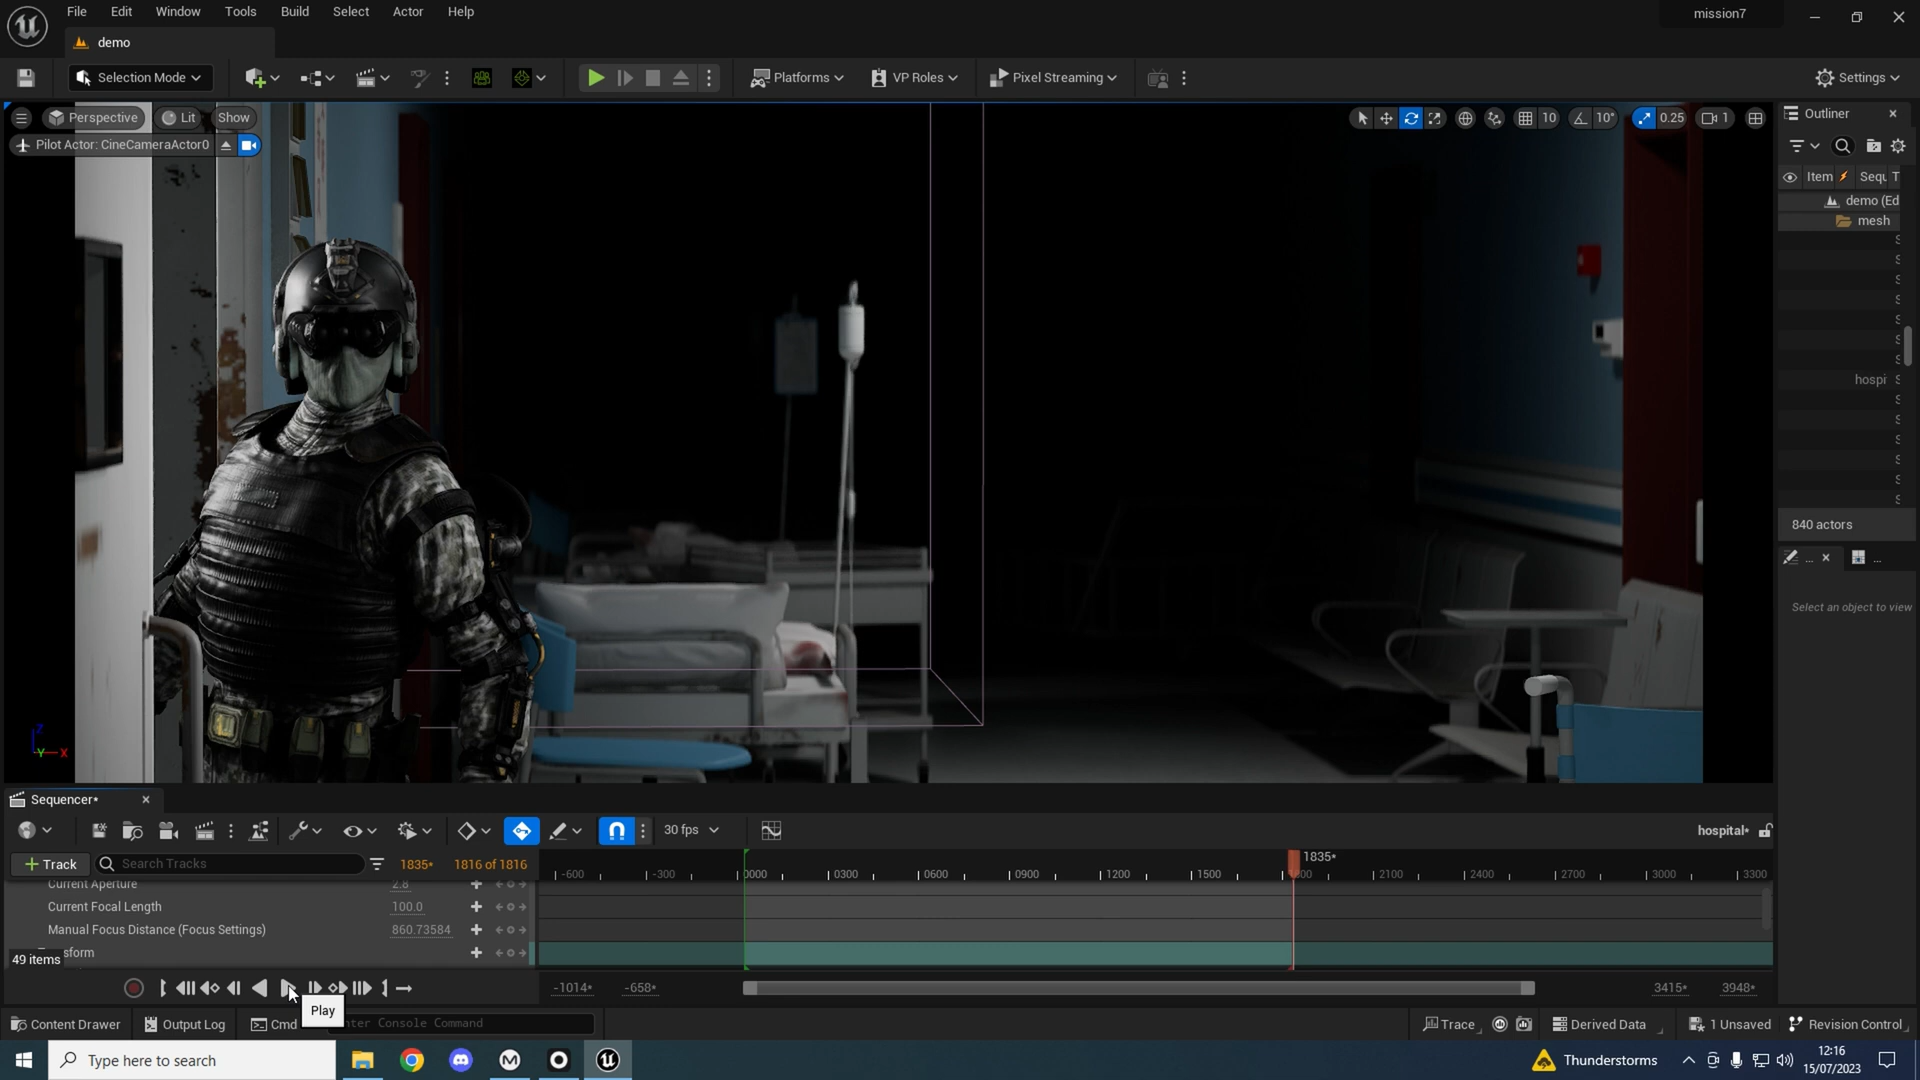 File Edit Window Tools Build Select Actor Help
mission7
demo
Selection Mode
Platforms
VP Roles
Pixel Streaming
Settings
Perspective
Lit
Show
10
10°
0.25
1
Pilot Actor: CineCameraActor0
Outliner
Item
Sequ
T
demo (Ed
mesh
hospi
840 actors
...
...
Select an object to view
Sequencer*
30 fps
hospital*
Track
Search Tracks
1835*
1816 of 1816
1835*
-600
-300
0000
0300
0600
0900
1200
1500
2100
2400
2700
3000
3300
Current Aperture
2.8
Current Focal Length
100.0
Manual Focus Distance (Focus Settings)
860.73584
sform
49 items
-1014*
-658*
3415*
3948*
Play
Content Drawer
Output Log
Cmd
nter Console Command
Trace
Derived Data
1 Unsaved
Revision Control
Type here to search
Thunderstorms
12:16
15/07/2023